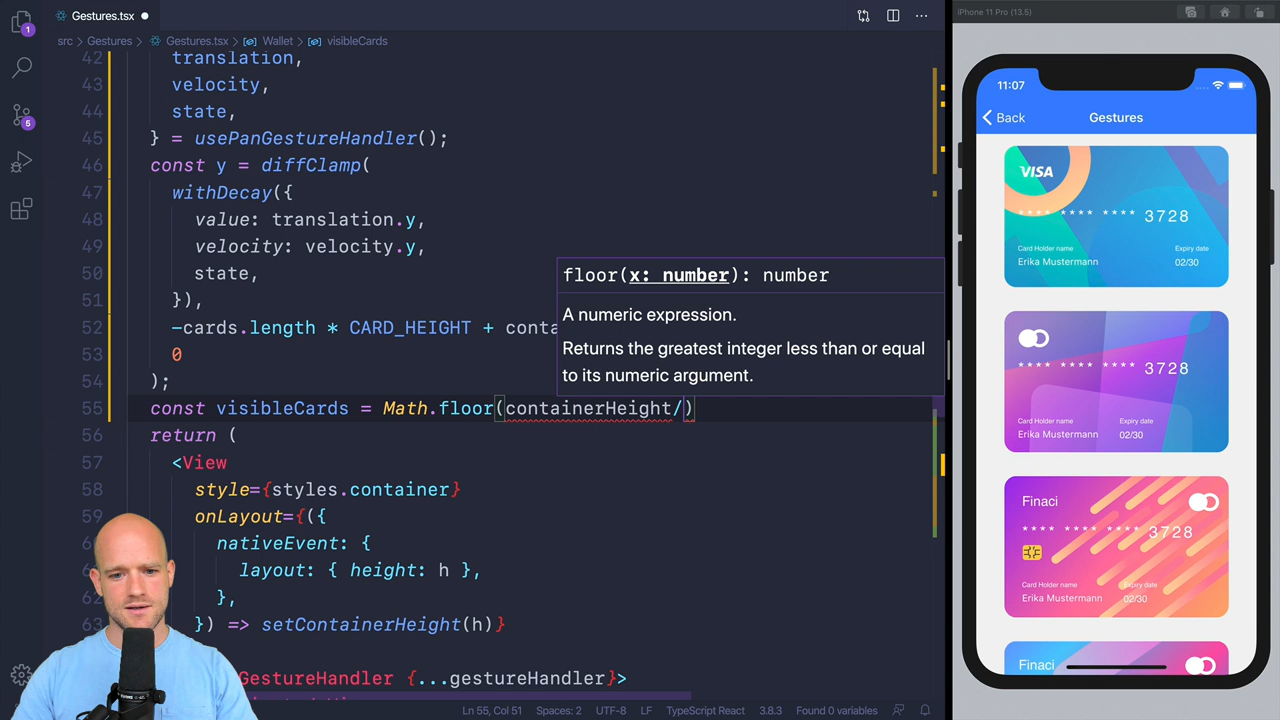 Gestures.tsx
src > Gestures > Gestures.tsx > Wallet > visibleCards
1
5
42 translation,
43 velocity,
44 state,
45 } = usePanGestureHandler();
46 const y = diffClamp(
47 withDecay({
48 value: translation.y,
49 velocity: velocity.y,
50 state,
51 }),
52 -cards.length * CARD_HEIGHT + conta
53 0
54 );
55 const visibleCards = Math.floor(containerHeight/)
56 return (
57 <View
58 style={styles.container}
59 onLayout={({
nativeEvent: {
layout: { height: h },
},
63 }) => setContainerHeight(h)}
GestureHandler {...gestureHandler}>
floor(x: number): number
A numeric expression.
Returns the greatest integer less than or equal
to its numeric argument.
Ln 55, Col 51 Spaces: 2 UTF-8 LF TypeScript React 3.8.3 Found 0 variables
iPhone 11 Pro (13.5)
11:07
Back Gestures
VISA
**** **** **** 3728
Card Holder name Expiry date
Erika Mustermann 02/30
**** **** **** 3728
Card Holder name Expiry date
Erika Mustermann 02/30
Finaci
**** **** **** 3728
Card Holder name Expiry date
Erika Mustermann 02/30
Finaci